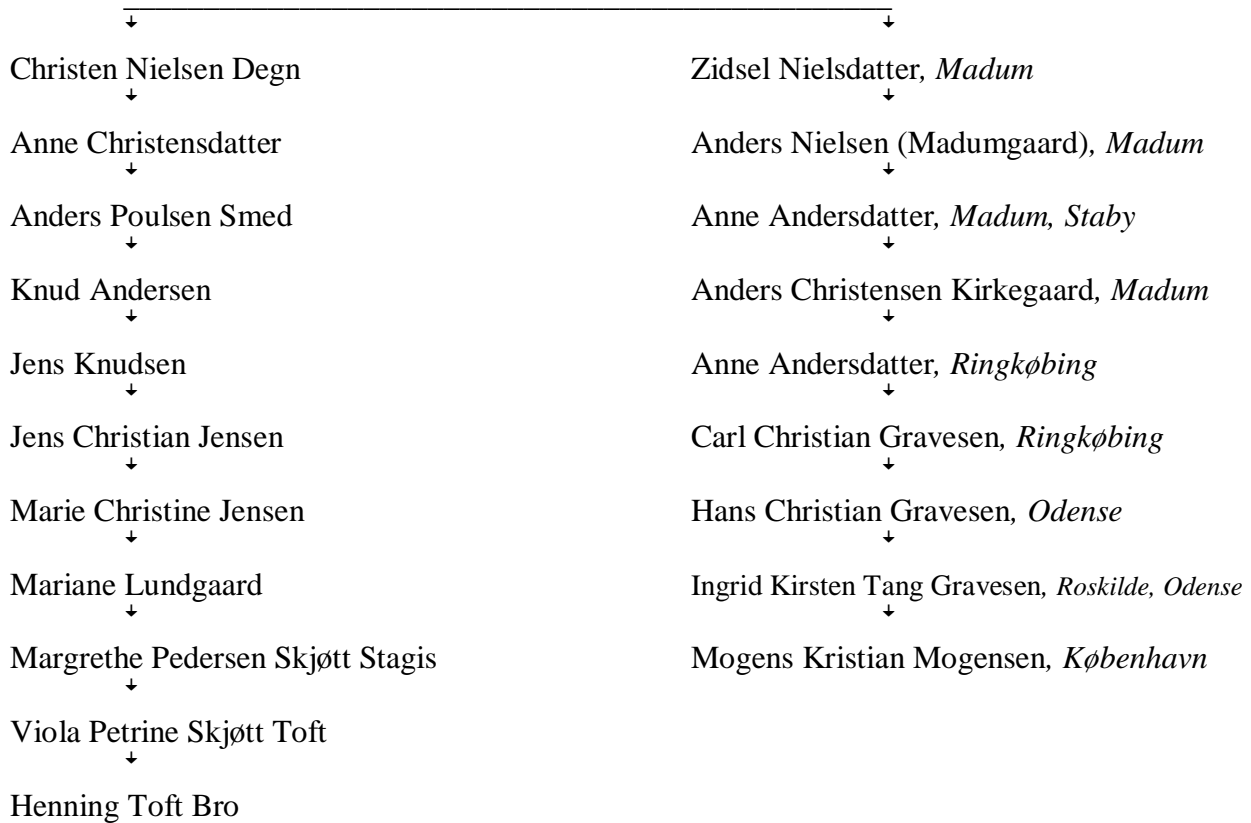 Christen Nielsen Degn
Zidsel Nielsdatter, Madum
Anne Christensdatter
Anders Nielsen (Madumgaard), Madum
Anders Poulsen Smed
Anne Andersdatter, Madum, Staby
Knud Andersen
Anders Christensen Kirkegaard, Madum
Jens Knudsen
Anne Andersdatter, Ringkøbing
Jens Christian Jensen
Carl Christian Gravesen, Ringkøbing
Marie Christine Jensen
Hans Christian Gravesen, Odense
Mariane Lundgaard
Ingrid Kirsten Tang Gravesen, Roskilde, Odense
Margrethe Pedersen Skjøtt Stagis
Mogens Kristian Mogensen, København
Viola Petrine Skjøtt Toft
Henning Toft Bro